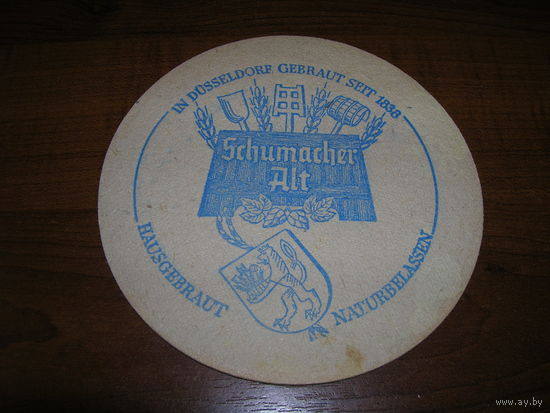 IN DÜSSELDORF GEBRAUT SEIT 1838
Schumacher
Alt
HAUSGEBRAUT
NATURBELASSEN
www.ay.by